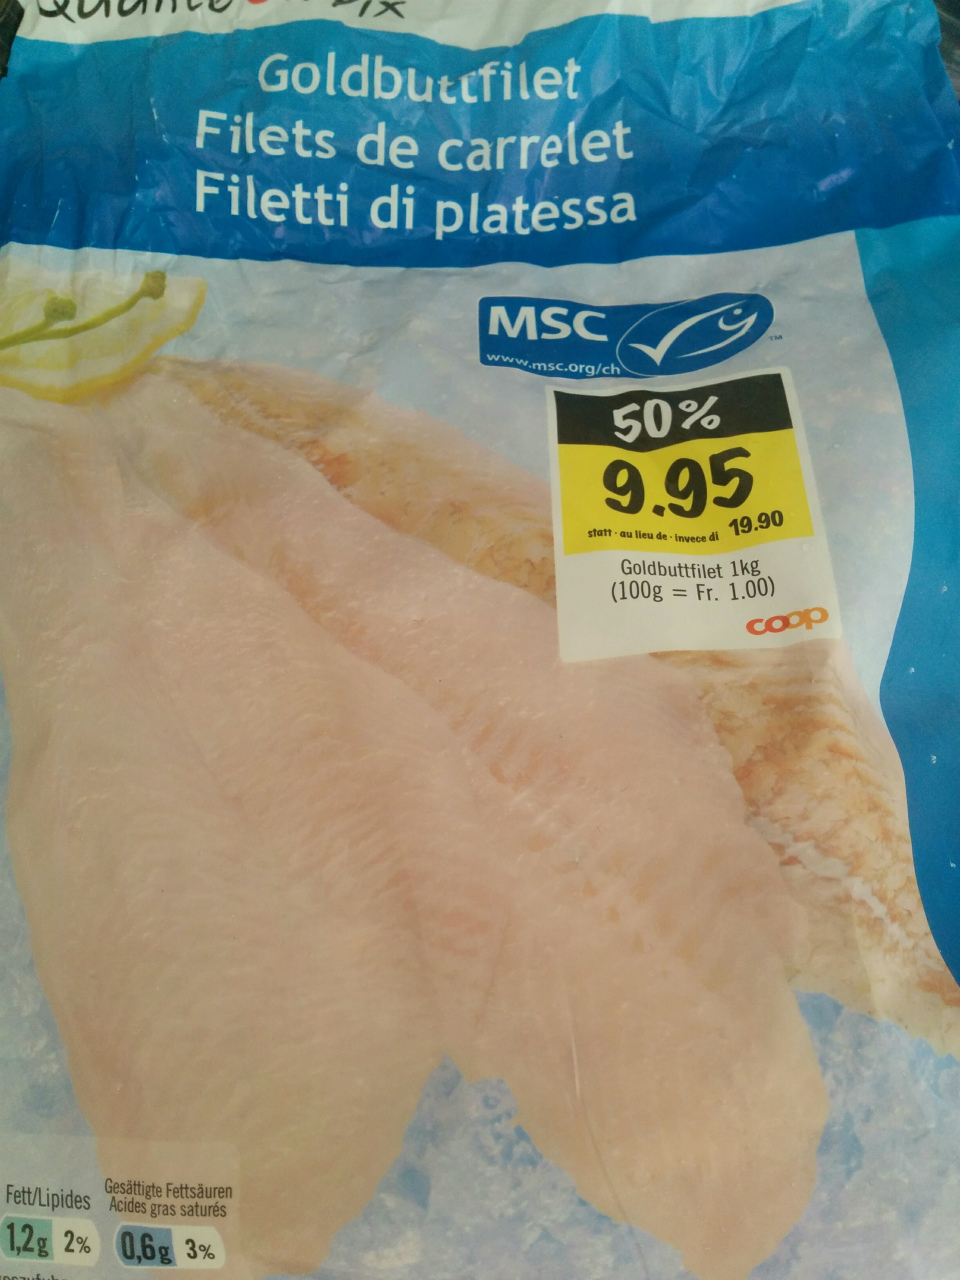 Goldbuttfilet
Filets de carrelet
Filetti di platessa
MSC
www.msc.org/ch
TM
50%
9.95
statt · au lieu de · invece di 19.90
Goldbuttfilet 1kg
(100g = Fr. 1.00)
coop
Fett/Lipides
1,2g 2%
Gesättigte Fettsäuren
Acides gras saturés
0,6g 3%